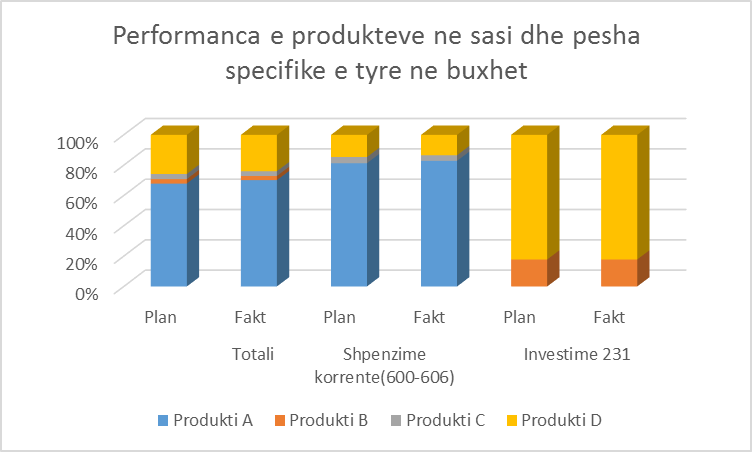 Performanca e produkteve ne sasi dhe pesha
specifike e tyre ne buxhet
100%
80%
60%
40%
20%
0%
Plan Fakt Plan Fakt Plan Fakt
Totali Shpenzime Investime 231
korrente(600-606)
Produkti A Produkti B Produkti C Produkti D